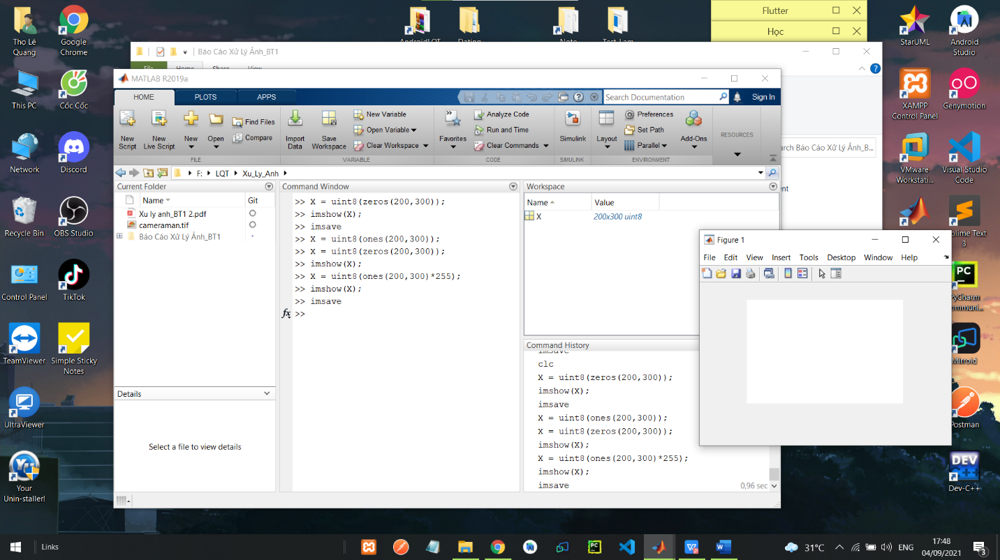 Tho Lê
Quang
Google
Chrome
This PC
Cốc Cốc
Network
Discord
Recycle Bin
OBS Studio
Control Panel
TikTok
TeamViewer
Simple Sticky
Notes
UltraViewer
Your
Unin-staller!
AndroidLQT
Dating
Note
Test-Lam
Flutter
Học
StarUML
Android
Studio
XAMPP
Control Panel
Genymotion
VMware
Workstati...
Visual Studio
Code
3
PyCharm
Mirroid
Postman
DEV
C++
Dev-C++
Báo Cáo Xử Lý Ảnh_BT1
File
Home
Share
View
arch Báo Cáo Xử Lý Ảnh_B...
MATLAB R2019a
HOME
PLOTS
APPS
Search Documentation
Sign In
New
Script
New
Live Script
New
Open
Find Files
Compare
FILE
Import
Data
Save
Workspace
New Variable
Open Variable
Clear Workspace
VARIABLE
Favorites
Analyze Code
Run and Time
Clear Commands
CODE
Simulink
SIMULINK
Layout
Preferences
Set Path
Parallel
Add-Ons
ENVIRONMENT
RESOURCES
F:
LQT
Xu_Ly_Anh
Current Folder
Name
Git
Xu ly anh_BT1 2.pdf
cameraman.tif
Báo Cáo Xử Lý Ảnh_BT1
Details
Select a file to view details
Command Window
>> X = uint8(zeros(200,300));
>> imshow(X);
>> imsave
>> X = uint8(ones(200,300));
>> X = uint8(zeros(200,300));
>> imshow(X);
>> X = uint8(ones(200,300)*255);
>> imshow(X);
>> imsave
fx >>
Workspace
Name
Value
X
200x300 uint8
Command History
imsave
clc
X = uint8(zeros(200,300));
imshow(X);
imsave
X = uint8(ones(200,300));
X = uint8(zeros(200,300));
imshow(X);
X = uint8(ones(200,300)*255);
imshow(X);
imsave
0,96 sec
Figure 1
File Edit View Insert Tools Desktop Window Help
Links
31°C
ENG
17:48
04/09/2021
3